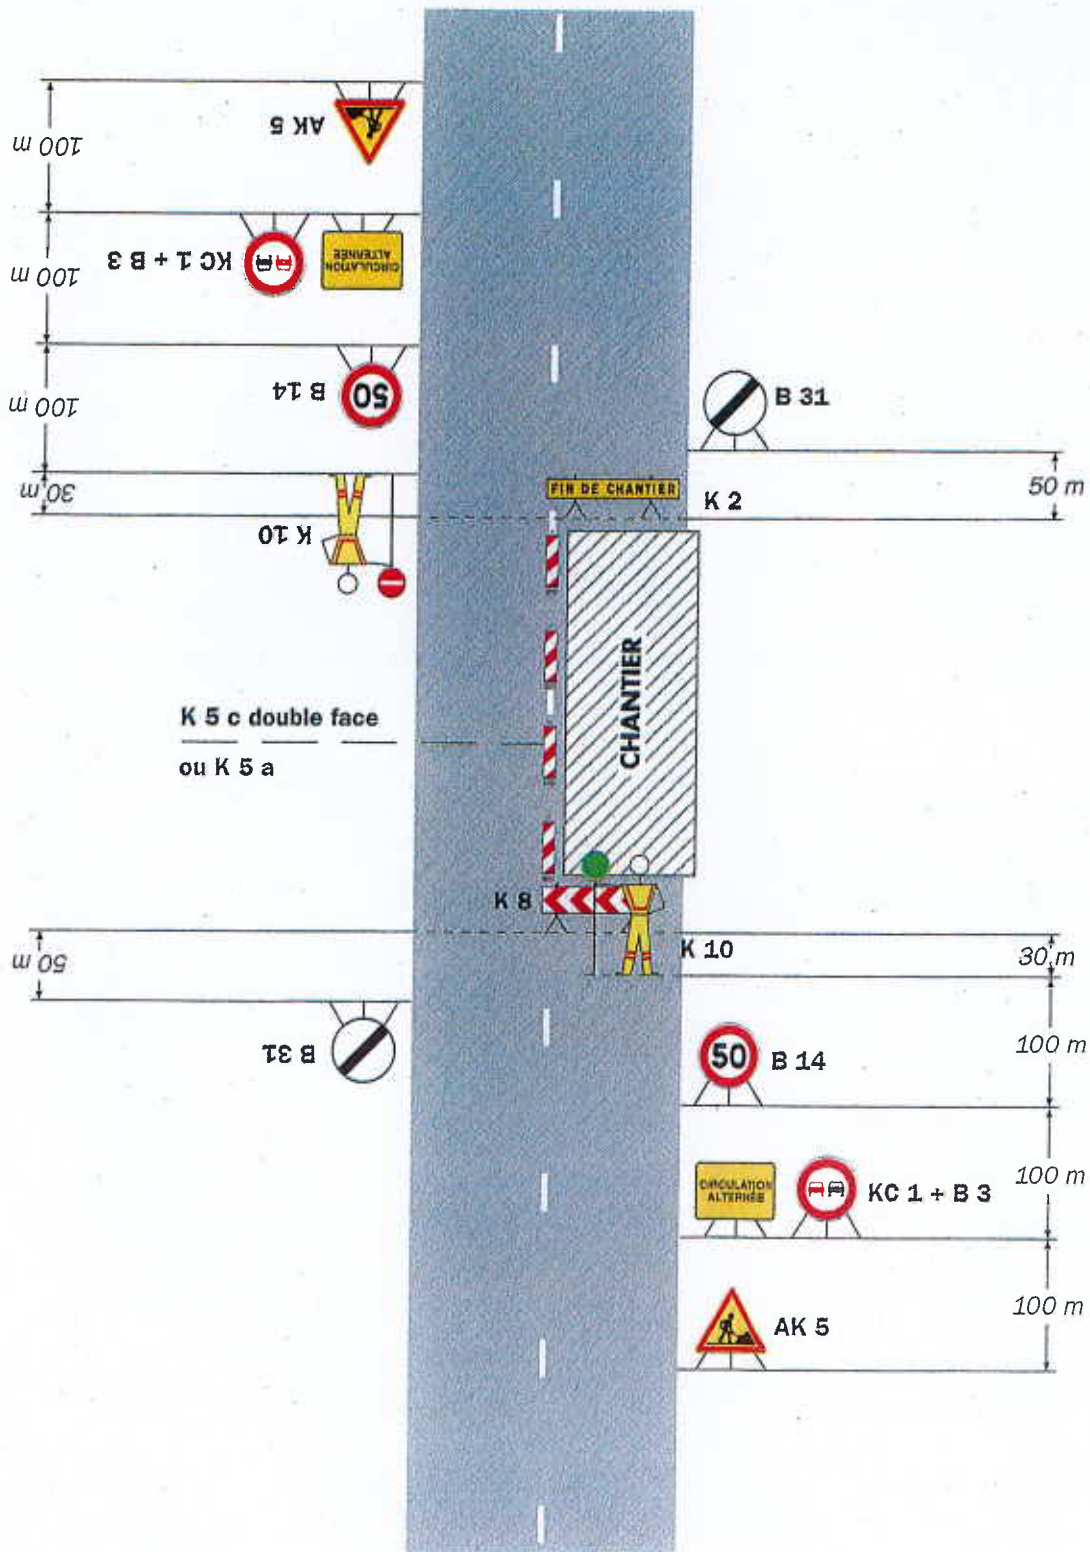 AK 5
100 m
KC 1 + B 3
CIRCULATION
ALTERNÉE
100 m
B 14
50
100 m
B 31
30 m
K 10
FIN DE CHANTIER
K 2
50 m
K 5 c double face
ou K 5 a
CHANTIER
K 8
K 10
30 m
50 m
B 31
50
B 14
100 m
CIRCULATION
ALTERNÉE
KC 1 + B 3
100 m
AK 5
100 m